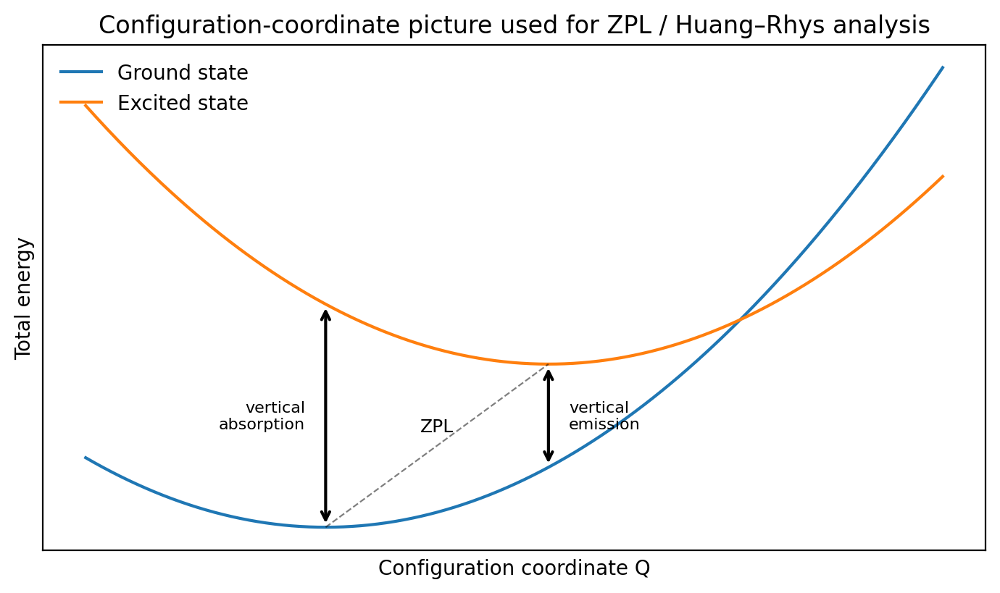 Configuration-coordinate picture used for ZPL / Huang–Rhys analysis
Ground state
Excited state
Total energy
vertical
absorption
ZPL
vertical
emission
Configuration coordinate Q